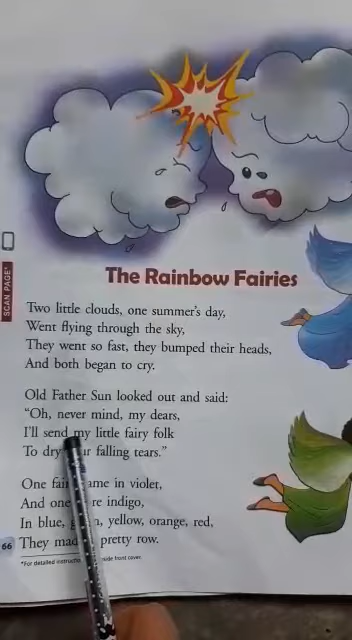 The Rainbow Fairies
SCAN PAGE*
Two little clouds, one summer's day,
Went flying through the sky,
They went so fast, they bumped their heads,
And both began to cry.
Old Father Sun looked out and said:
"Oh, never mind, my dears,
I'll send my little fairy folk
To dry ur falling tears."
One fai ame in violet,
And one re indigo,
In blue, g n, yellow, orange, red,
They mad pretty row.
66
*For detailed instructio ide front cover.